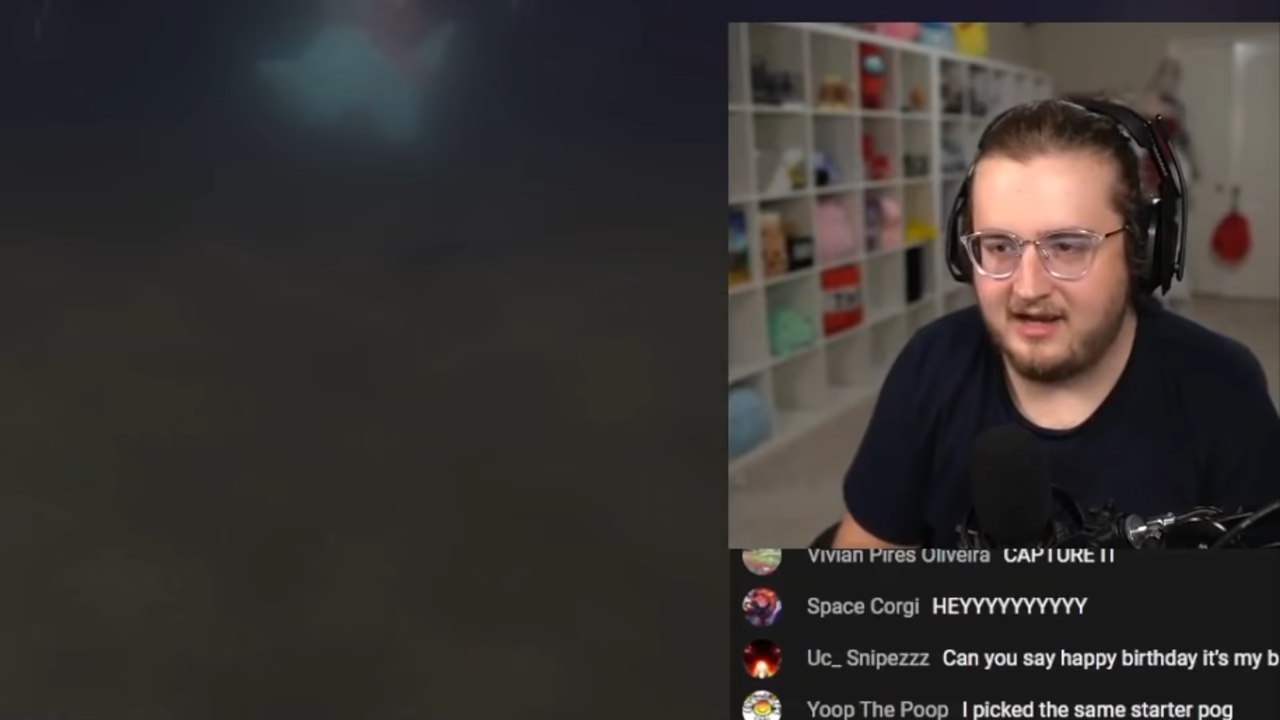 Vivian Pires Oliveira CAPTURE IT
Space Corgi HEYYYYYYYYYY
Uc_ Snipezzz Can you say happy birthday it's my b
Yoop The Poop I picked the same starter pog